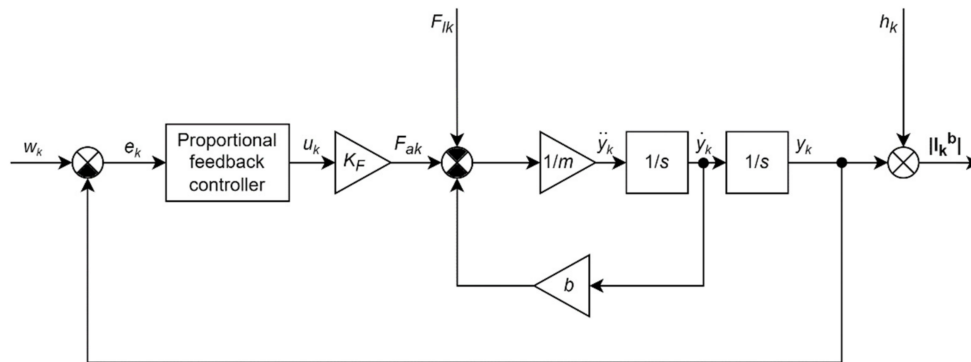 F_lk
h_k
w_k
e_k
Proportional
feedback
controller
u_k
K_F
F_ak
1/m
ÿ_k
1/s
ẏ_k
1/s
y_k
|l_k^b|
b